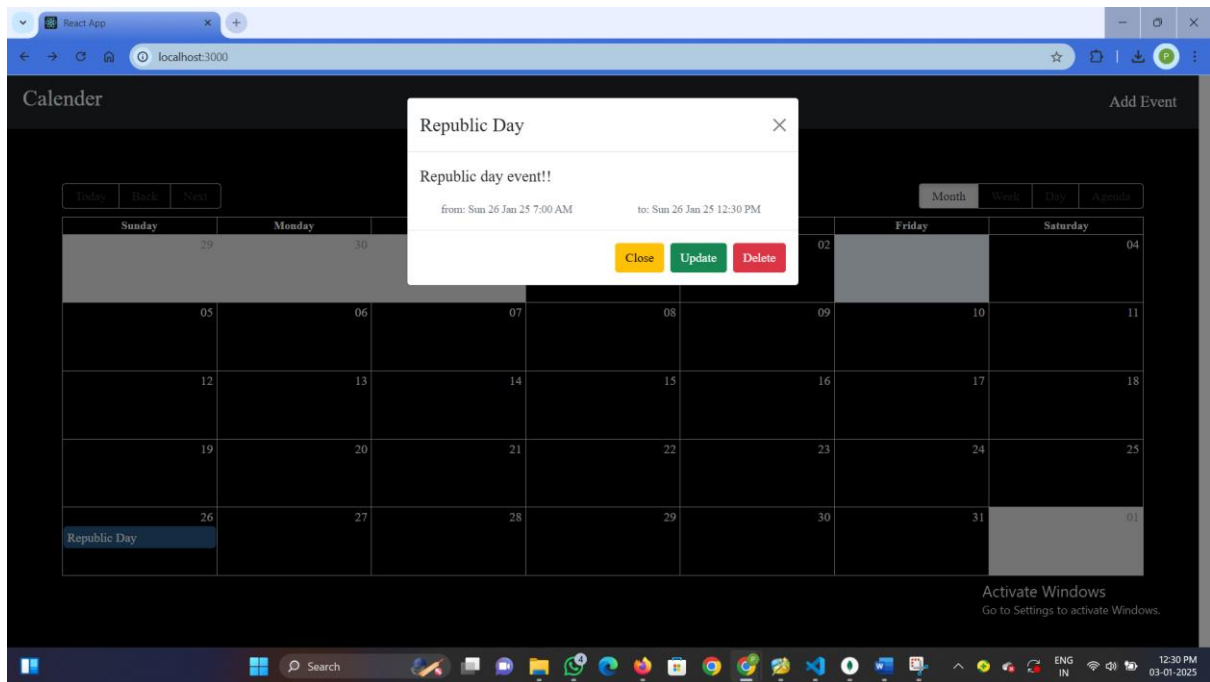 React App
localhost:3000
P
Calender
Add Event
Republic Day
Republic day event!!
from: Sun 26 Jan 25 7:00 AM to: Sun 26 Jan 25 12:30 PM
Close Update Delete
Today Back Next
Month Week Day Agenda
Sunday Monday Friday Saturday
29 30 02 04
05 06 07 08 09 10 11
12 13 14 15 16 17 18
19 20 21 22 23 24 25
26 27 28 29 30 31 01
Republic Day
Activate Windows
Go to Settings to activate Windows.
Search
4
ENG
IN
12:30 PM
03-01-2025